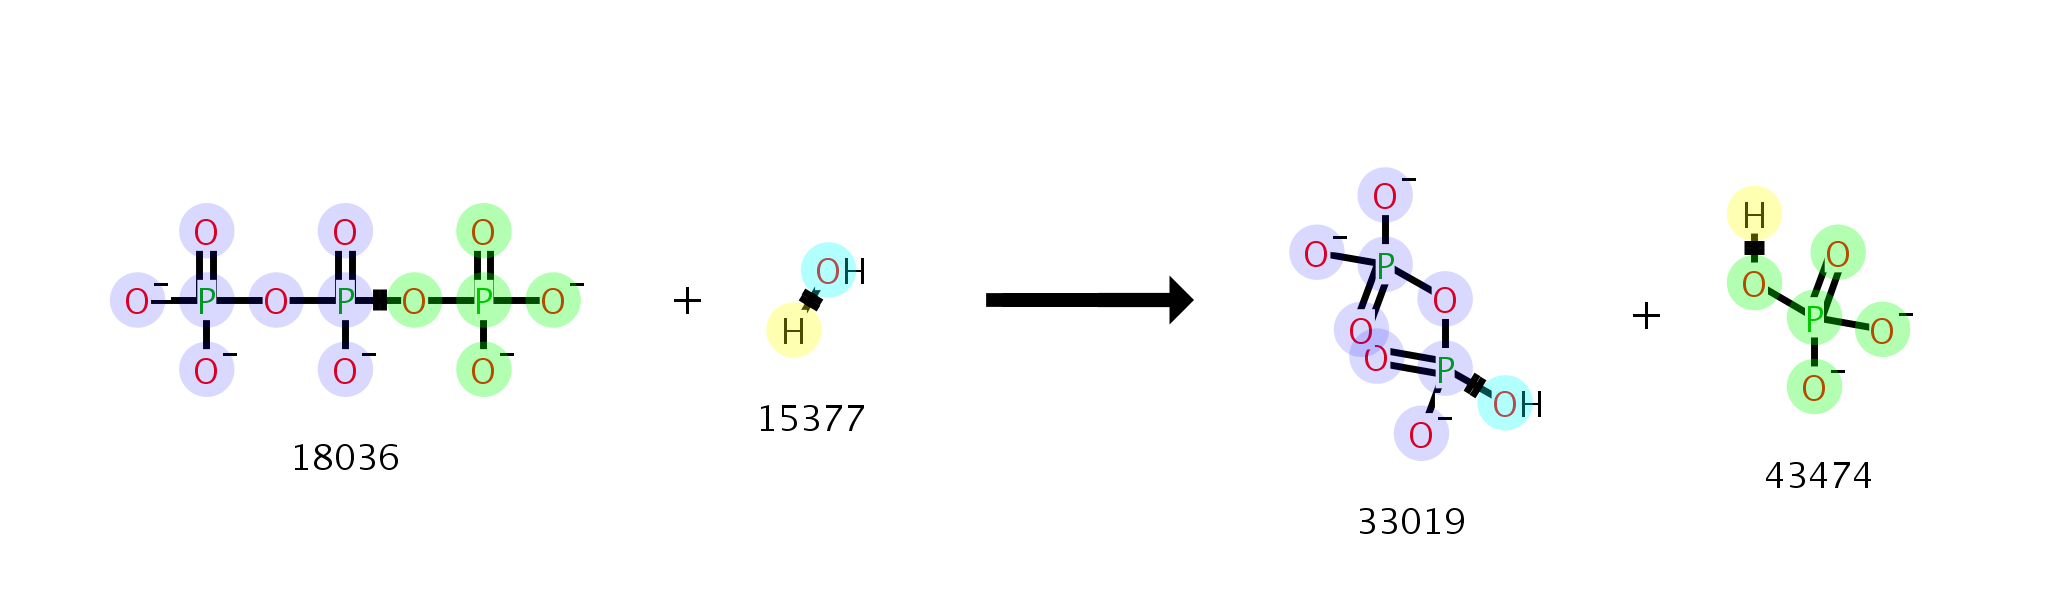 O O O
O⁻ P O P O P O⁻
O⁻ O⁻ O⁻
18036
+
OH
H
15377
O⁻
O⁻ P
O
O
O P
OH
O⁻
33019
+
H
O
O
P
O⁻
O⁻
43474